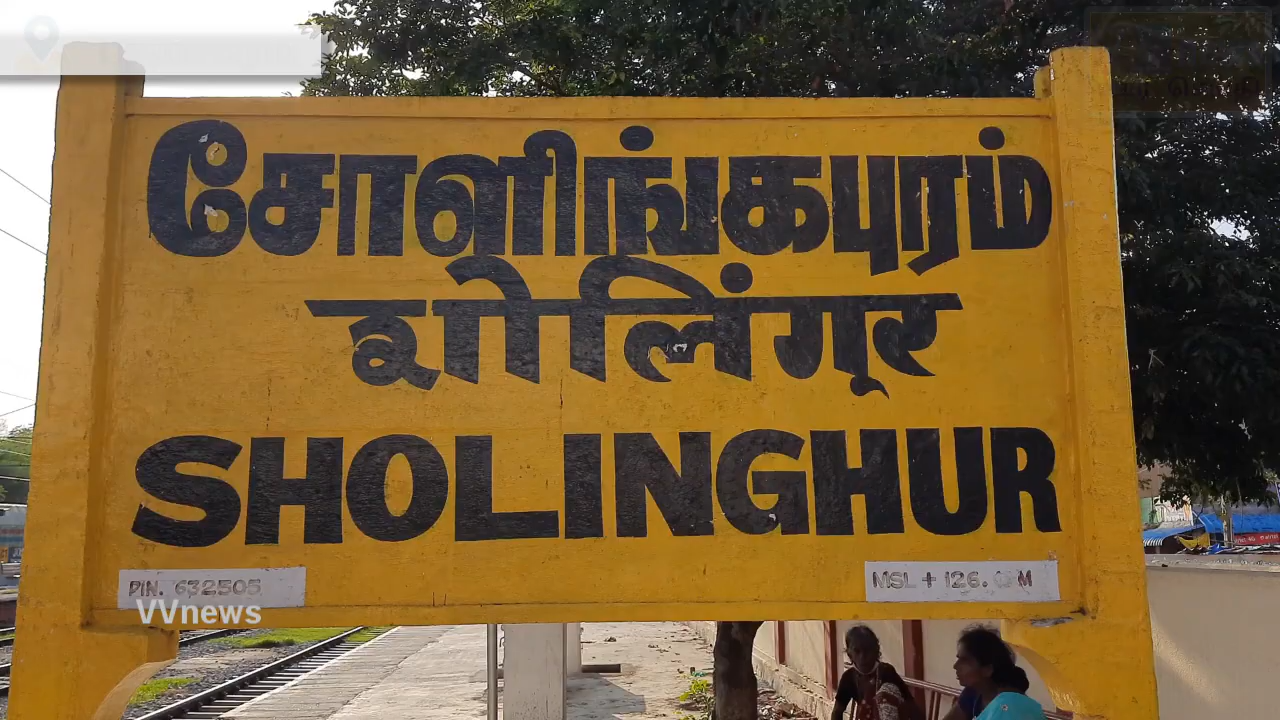 சோளிங்கபுரம்
शोलिंगूर
SHOLINGHUR
PIN. 632505
MSL + 126. M
VVnews